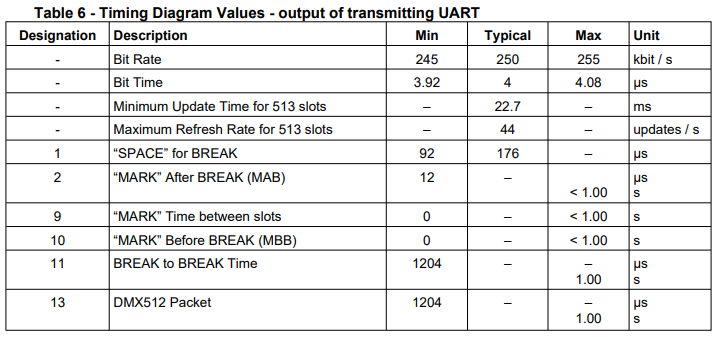 Table 6 - Timing Diagram Values - output of transmitting UART
Designation Description Min Typical Max Unit
- Bit Rate 245 250 255 kbit / s
- Bit Time 3.92 4 4.08 µs
- Minimum Update Time for 513 slots – 22.7 – ms
- Maximum Refresh Rate for 513 slots – 44 – updates / s
1 “SPACE” for BREAK 92 176 – µs
2 “MARK” After BREAK (MAB) 12 – µs
< 1.00 s
9 “MARK” Time between slots 0 – < 1.00 s
10 “MARK” Before BREAK (MBB) 0 – < 1.00 s
11 BREAK to BREAK Time 1204 – – µs
1.00 s
13 DMX512 Packet 1204 – – µs
1.00 s